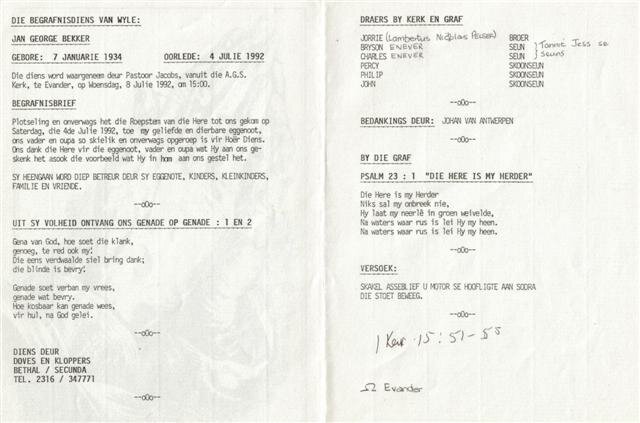 DIE BEGRAFNISDIENS VAN WYLE:
JAN GEORGE BEKKER
GEBORE: 7 JANUARIE 1934 OORLEDE: 4 JULIE 1992
Die diens word waargeneem deur Pastoor Jacobs, vanuit die A.G.S.
Kerk, te Evander, op Woensdag, 8 Julie 1992, om 15:00.
BEGRAFNISBRIEF
Plotseling en onverwags het die Roepstem van die Here tot ons gekom op
Saterdag, die 4de Julie 1992, toe my geliefde en dierbare eggenoot,
ons vader en oupa so skielik en onverwags opgeroep is vir Hoër Diens.
Ons dank die Here vir die eggenoot, vader en oupa wat Hy aan ons ge-
skenk het asook die voorbeeld wat Hy in hom aan ons gestel het.
SY HEENGAAN WORD DIEP BETREUR DEUR SY EGGENOTE, KINDERS, KLEINKINDERS,
FAMILIE EN VRIENDE.
--oOo--
UIT SY VOLHEID ONTVANG ONS GENADE OP GENADE : 1 EN 2
Gena van God, hoe soet die klank,
genoeg, te red ook my!
Die eens verdwaalde siel bring dank;
die blinde is bevry!
Genade soet verban my vrees,
genade wat bevry.
Hoe kosbaar kan genade wees,
vir hul, na God gelei.
--oOo--
DIENS DEUR
DOVES EN KLOPPERS
BETHAL / SECUNDA
TEL. 2316 / 347771
--oOo--
DRAERS BY KERK EN GRAF
JORRIE (Lambertus Nicolaas PELSER) BROER
BRYSON ENEVER SEUN } Tannie Jess se
CHARLES ENEVER SEUN } seuns
PERCY SKOONSEUN
PHILIP SKOONSEUN
JOHN SKOONSEUN
--oOo--
BEDANKINGS DEUR: JOHAN VAN ANTWERPEN
--oOo--
BY DIE GRAF
PSALM 23 : 1 "DIE HERE IS MY HERDER"
Die Here is my Herder
Niks sal my onbreek nie,
Hy laat my neerlê in groen weivelde,
Na waters waar rus is lei Hy my heen.
Na waters waar rus is lei Hy my heen.
--oOo--
VERSOEK:
SKAKEL ASSEBLIEF U MOTOR SE HOOFLIGTE AAN SODRA
DIE STOET BEWEEG.
--oOo--
1 Kor 15:51-55
Ω Evander